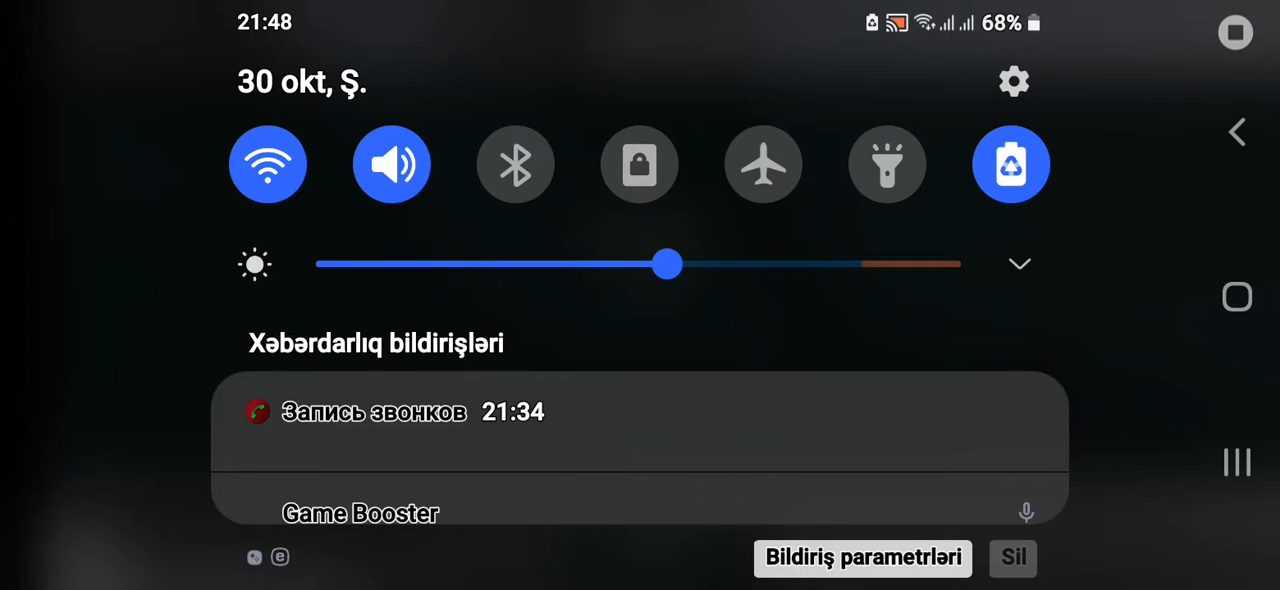 21:48
68%
30 okt, Ş.
Xəbərdarlıq bildirişləri
Запись звонков 21:34
Game Booster
Bildiriş parametrləri
Sil